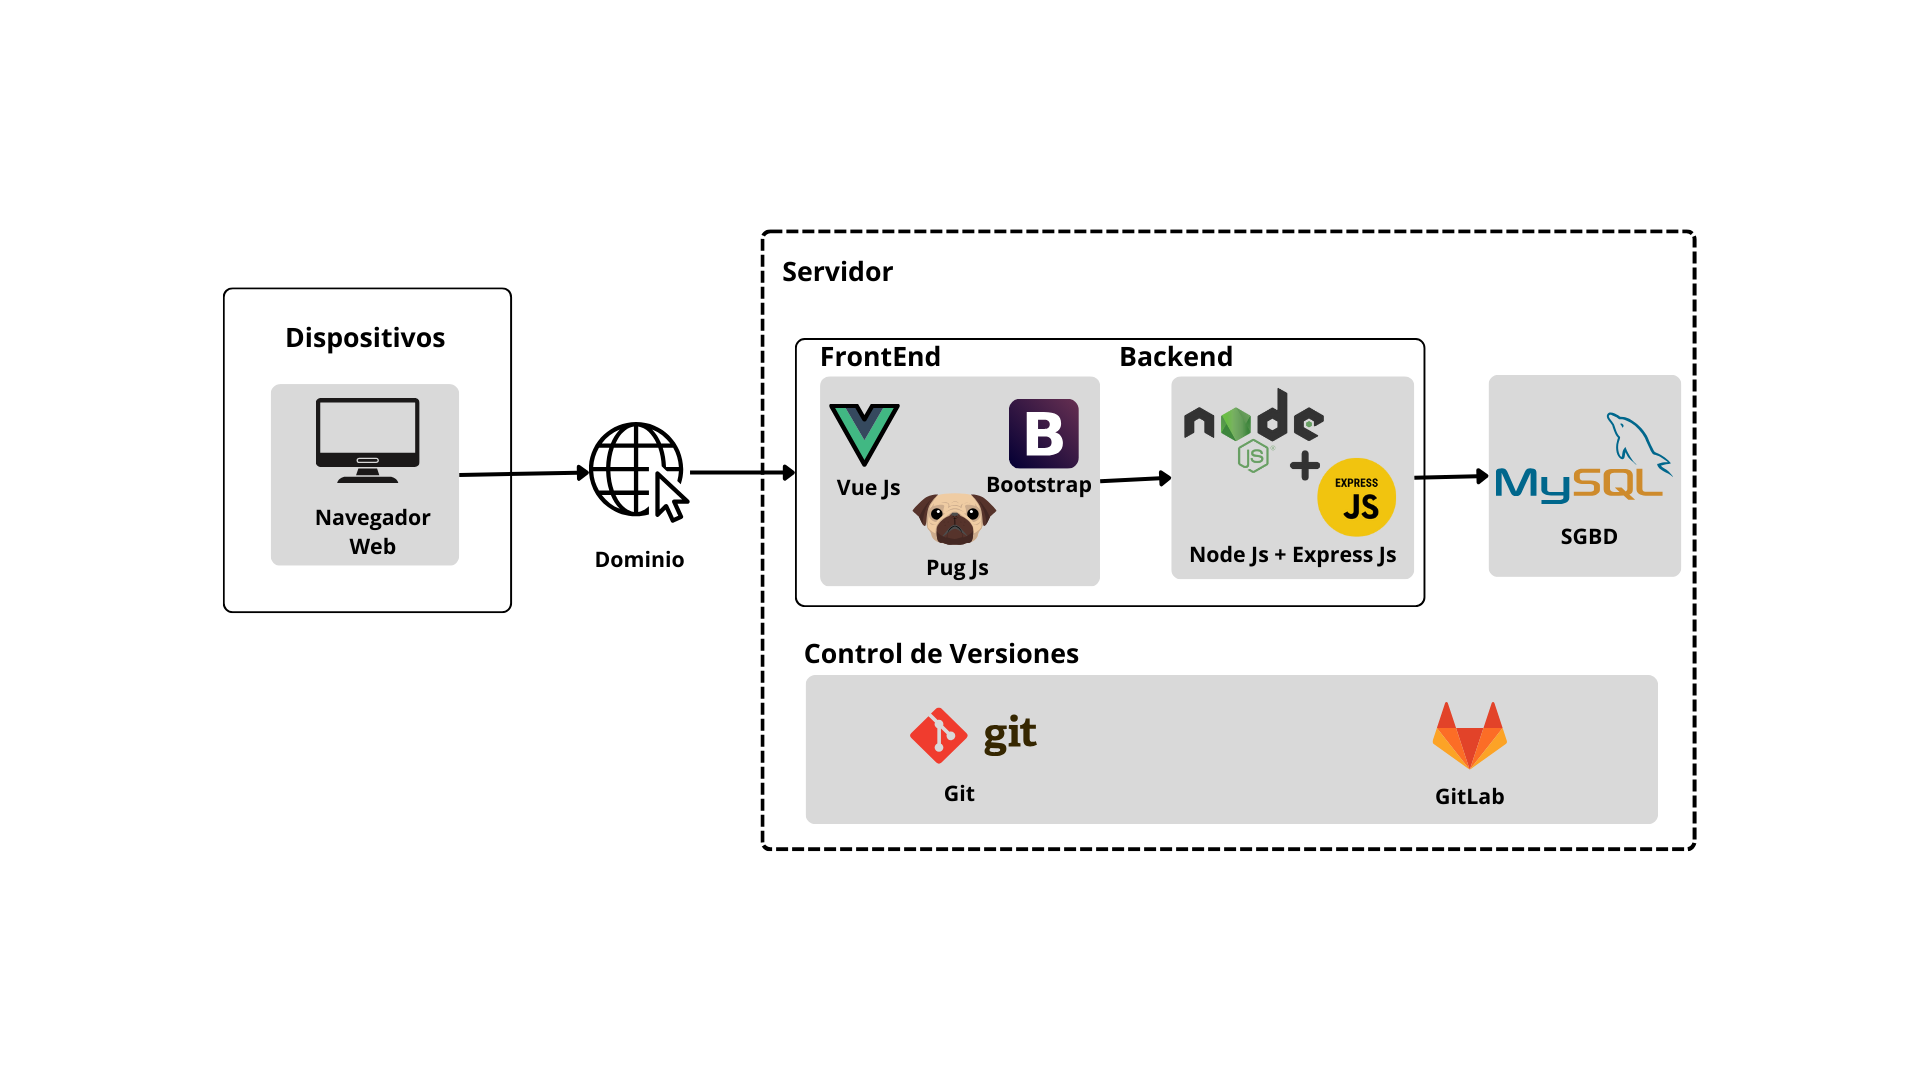 Servidor
Dispositivos
Navegador
Web
Dominio
FrontEnd
Backend
Vue Js
B
Bootstrap
Pug Js
node
JS
+
EXPRESS
JS
Node Js + Express Js
MySQL
SGBD
Control de Versiones
git
Git
GitLab